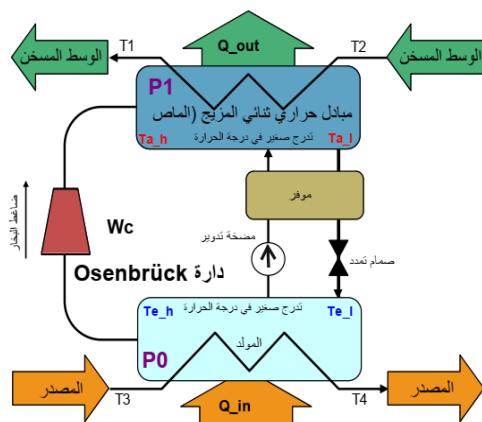 T1
Q_out
T2
الوسط المسخن
الوسط المسخن
P1
مبادل حراري ثنائي المزيج (الماص
تدرج صغير في درجة الحرارة
Ta_h
Ta_l
موفر
ضاغط البخار
Wc
مضخة تدوير
صمام تمدد
دارة Osenbrück
Te_h
تدرج صغير في درجة الحرارة
Te_l
P0
المولد
المصدر
المصدر
T3
Q_in
T4